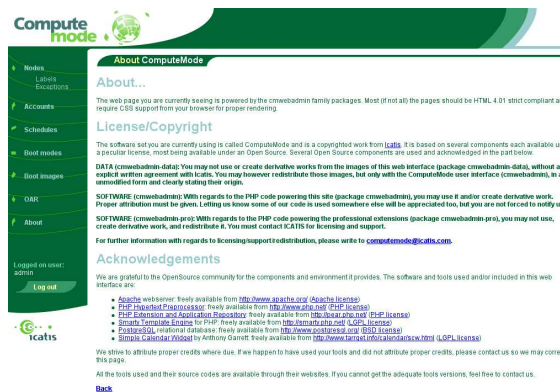 Compute
mode
About ComputeMode
Nodes
Labels
Exceptions
Accounts
Schedules
Boot modes
Boot images
OAR
About
Logged on user:
admin
Log out
icatis
About...
The web page you are currently seeing is powered by the cmwebadmin family packages. Most (if not all) the pages should be HTML 4.01 strict compliant
require CSS support from your browser for proper rendering.
License/Copyright
The software set you are currently using is called ComputeMode and is a copyrighted work from Icatis. It is based on several components each available
a peculiar license, most being available under an Open Source. Several Open Source components are used and acknowledged in the part below.
DATA (cmwebadmin-data): You may not use or create derivative works from the images of this web interface (package cmwebadmin-data), without
explicit written agreement with Icatis. You may however redistribute those images, but only with the ComputeMode user interface (cmwebadmin), in
unmodified form and clearly stating their origin.
SOFTWARE (cmwebadmin): With regards to the PHP code powering this site (package cmwebadmin), you may use it and/or create derivative work.
Proper attribution must be given. Letting us know some of our code is used somewhere else will be appreciated too, but you are not forced to notify
SOFTWARE (cmwebadmin-pro): With regards to the PHP code powering the professional extensions (package cmwebadmin-pro), you may not use,
create derivative work, and redistribute it. You must contact ICATIS for licensing and support.
For further information with regards to licensing/support/redistribution, please write to computemode@icatis.com.
Acknowledgements
We are grateful to the OpenSource community for the components and environment it provides. The software and tools used and/or included in this web
interface are:
Apache webserver: freely available from http://www.apache.org/ (Apache license)
PHP Hypertext Preprocessor: freely available from http://www.php.net/ (PHP license)
PHP Extension and Application Repository: freely available from http://pear.php.net/ (PHP license)
Smarty Template Engine for PHP: freely available from http://smarty.php.net/ (LGPL license)
PostgreSQL relational database: freely available from http://www.postgresql.org/ (BSD license)
Simple Calendar Widget by Anthony Garrett: freely available from http://www.tarrget.info/calendar/scw.html (LGPL license)
We strive to attribute proper credits where due. If we happen to have used your tools and did not attribute proper credits, please contact us so we may
this page.
All the tools used and their source codes are available through their websites. If you cannot get the adequate tools versions, feel free to contact us.
Back